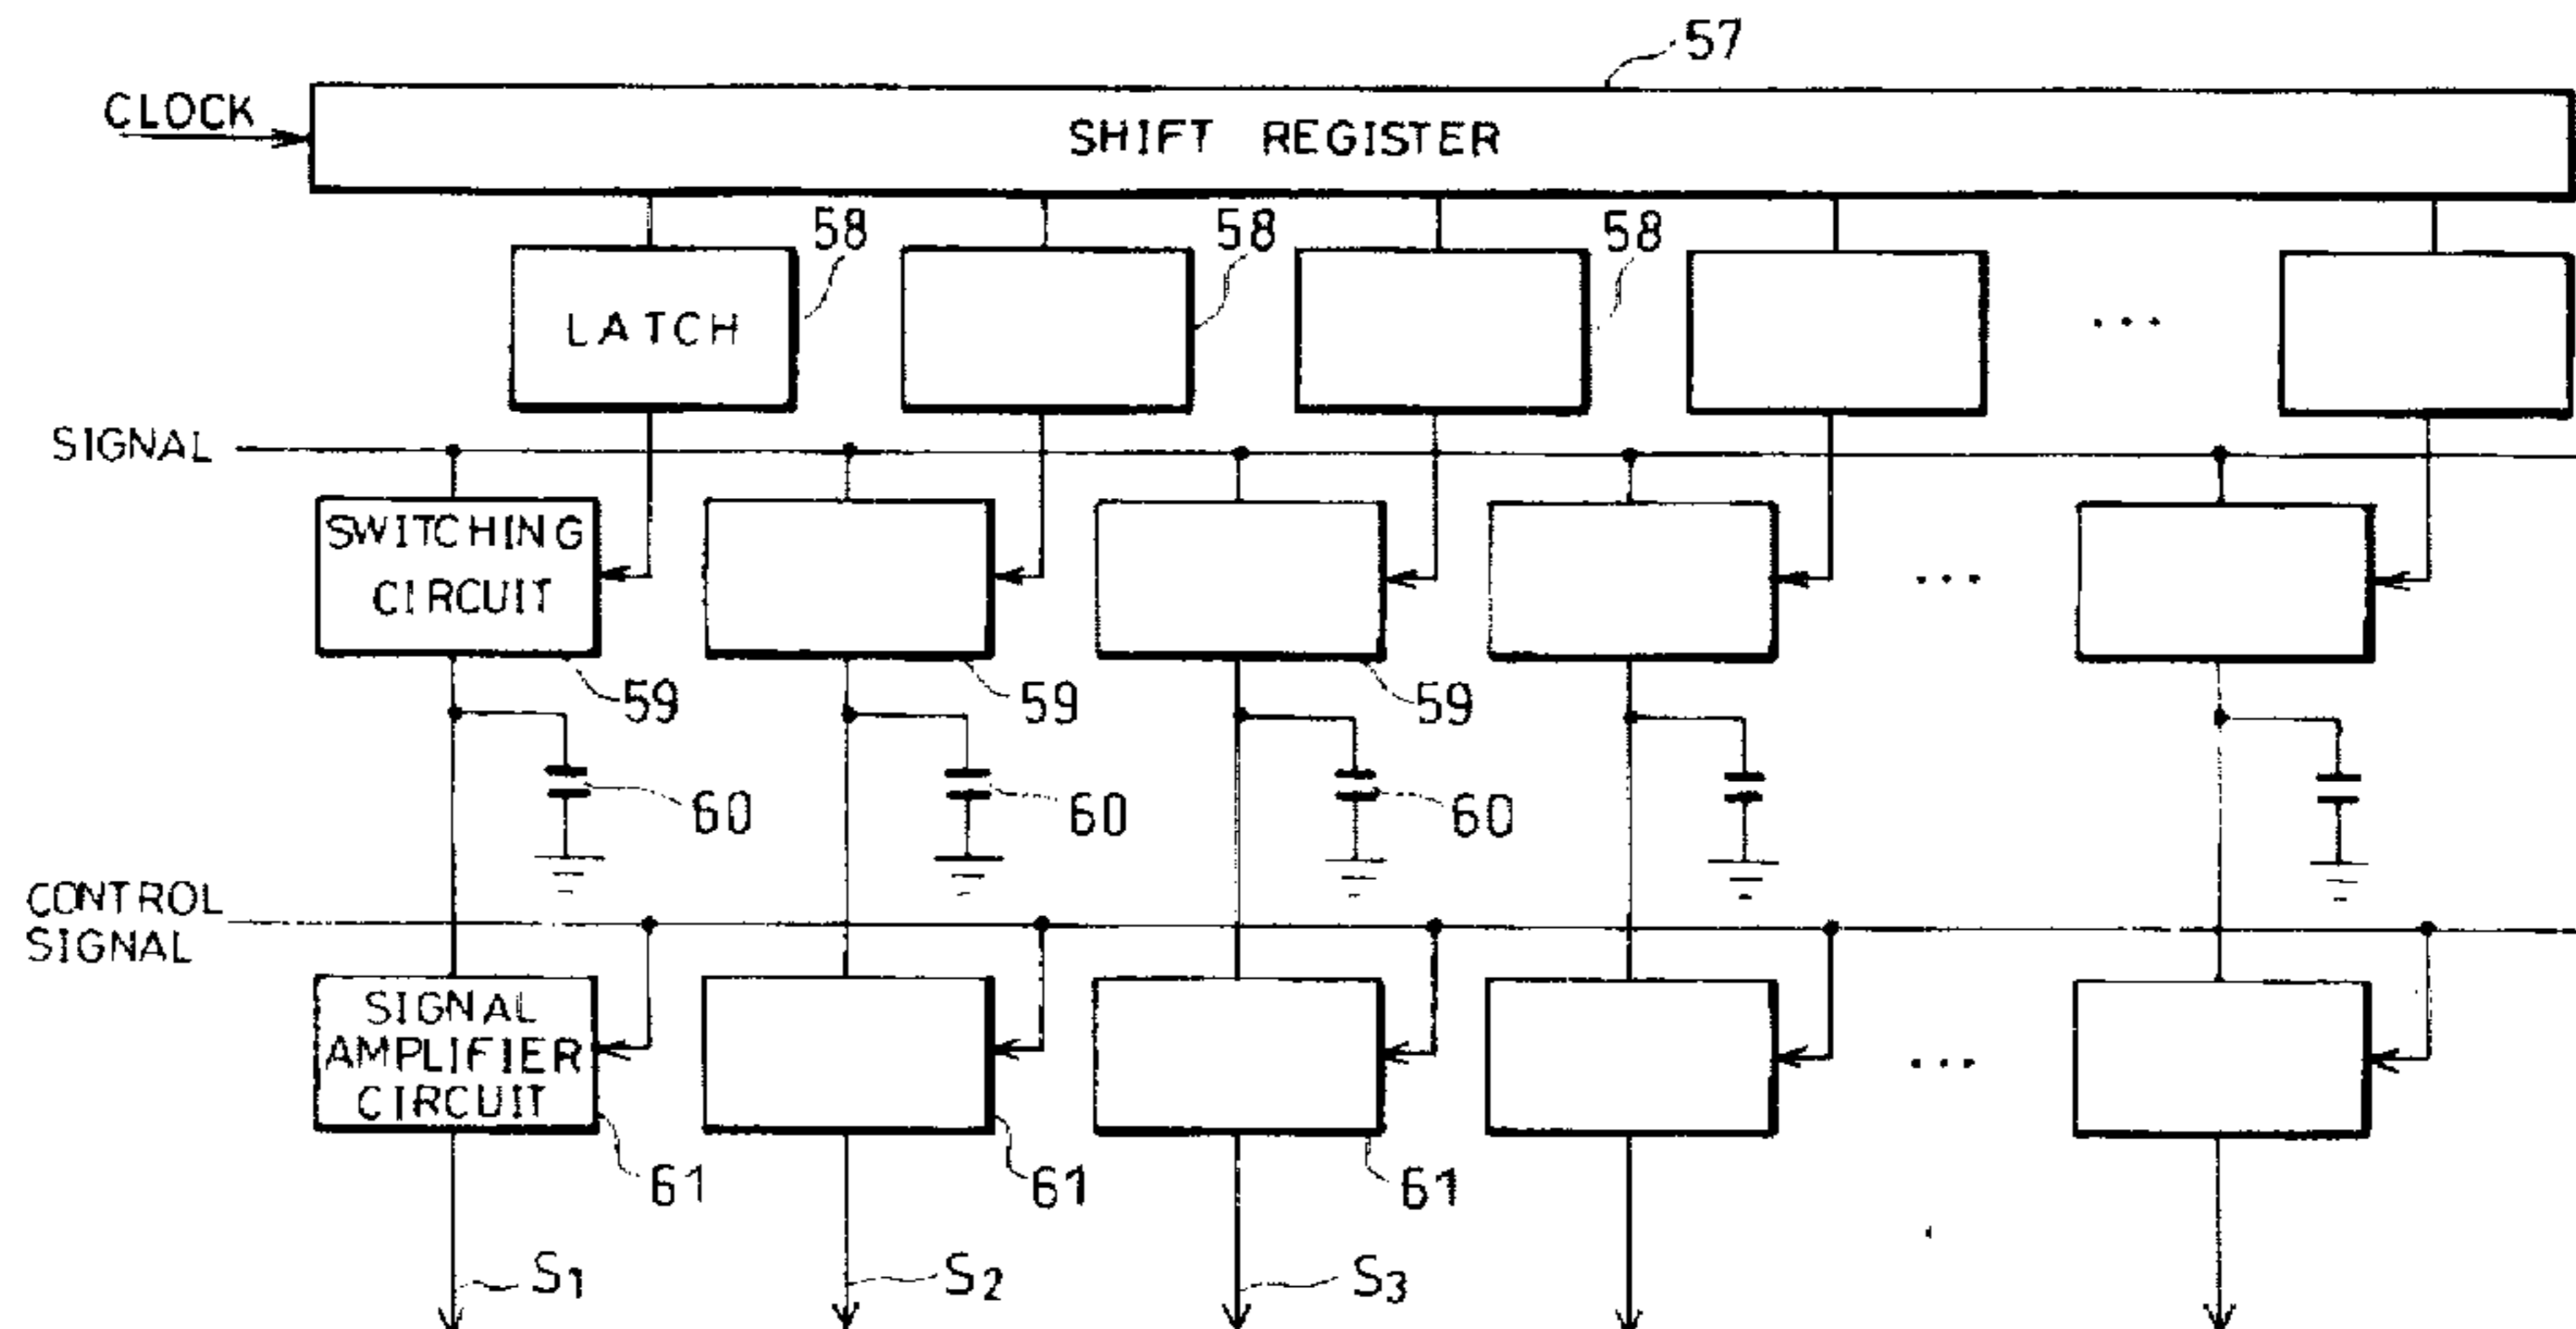 57
CLOCK
SHIFT REGISTER
58
58
58
LATCH
...
SIGNAL
SWITCHING
CIRCUIT
...
59
59
59
60
60
60
CONTROL
SIGNAL
SIGNAL
AMPLIFIER
CIRCUIT
...
61
61
61
S1
S2
S3